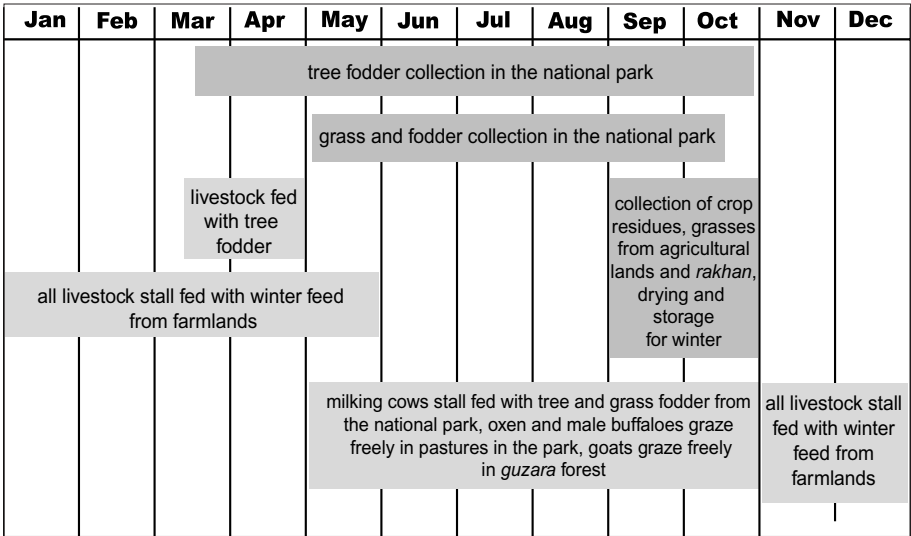 Jan Feb Mar Apr May Jun Jul Aug Sep Oct Nov Dec
tree fodder collection in the national park
grass and fodder collection in the national park
livestock fed
with tree
fodder
collection of crop
residues, grasses
from agricultural
lands and rakhan,
drying and
storage
for winter
all livestock stall fed with winter feed
from farmlands
milking cows stall fed with tree and grass fodder from
the national park, oxen and male buffaloes graze
freely in pastures in the park, goats graze freely
in guzara forest
all livestock stall
fed with winter
feed from
farmlands